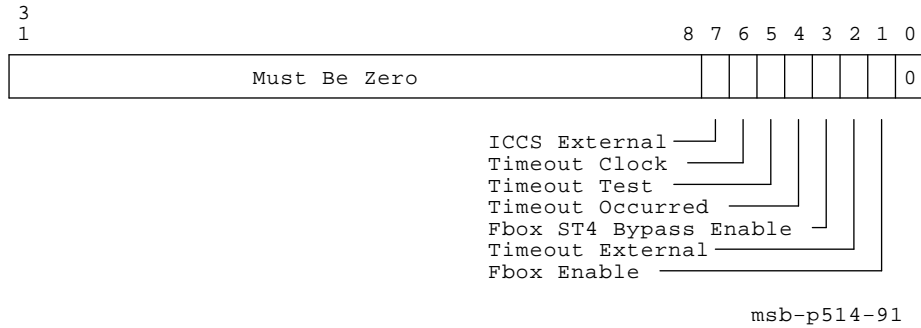 3
1 8 7 6 5 4 3 2 1 0
Must Be Zero 0
ICCS External
Timeout Clock
Timeout Test
Timeout Occurred
Fbox ST4 Bypass Enable
Timeout External
Fbox Enable
msb-p514-91